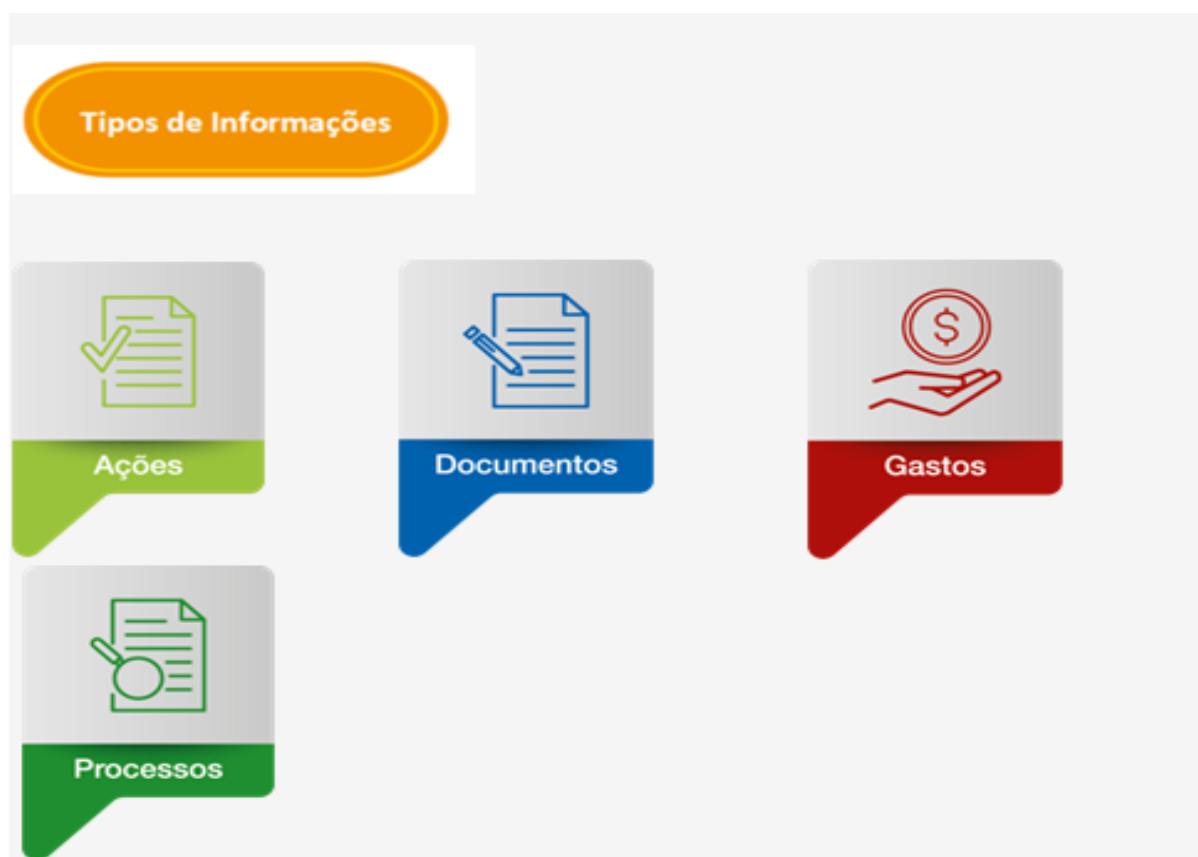 Tipos de Informações
Ações
Documentos
$
Gastos
Processos